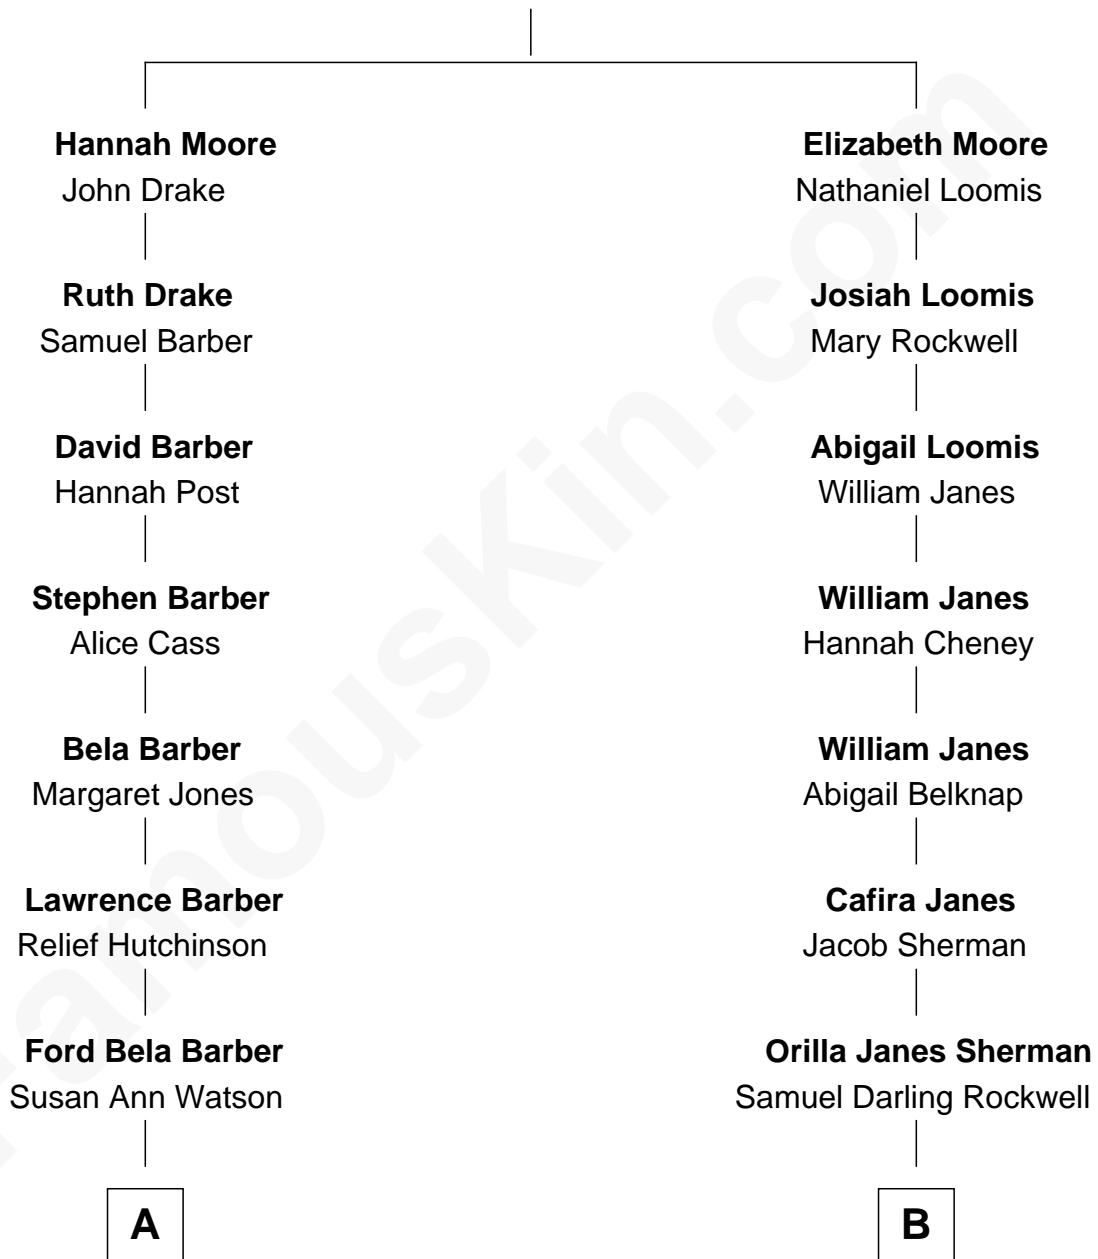 Hannah Moore
John Drake
Elizabeth Moore
Nathaniel Loomis
Ruth Drake
Samuel Barber
Josiah Loomis
Mary Rockwell
David Barber
Hannah Post
Abigail Loomis
William Janes
Stephen Barber
Alice Cass
William Janes
Hannah Cheney
Bela Barber
Margaret Jones
William Janes
Abigail Belknap
Lawrence Barber
Relief Hutchinson
Cafira Janes
Jacob Sherman
Ford Bela Barber
Susan Ann Watson
Orilla Janes Sherman
Samuel Darling Rockwell
A
B
FamousKin.com